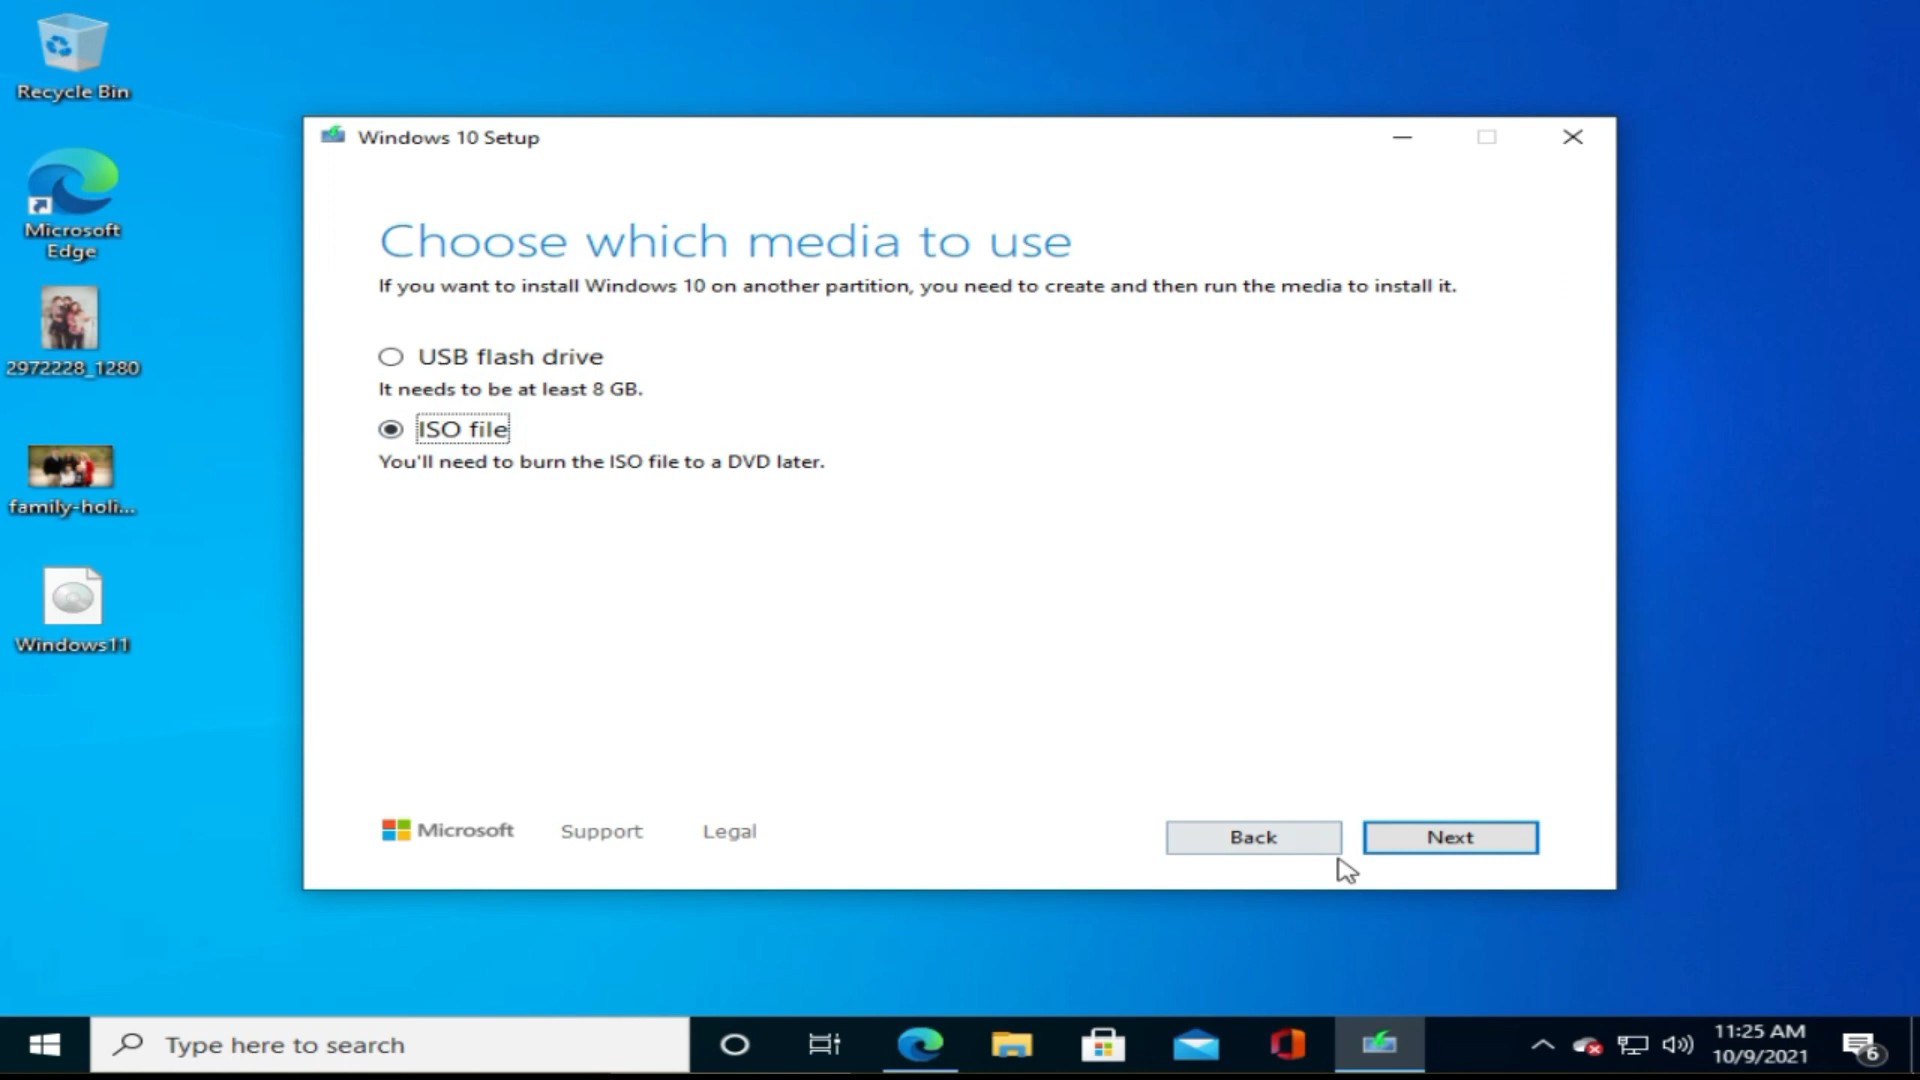 Recycle Bin
Microsoft
Edge
2972228_1280
family-holi...
Windows11
Windows 10 Setup
Choose which media to use
If you want to install Windows 10 on another partition, you need to create and then run the media to install it.
USB flash drive
It needs to be at least 8 GB.
ISO file
You'll need to burn the ISO file to a DVD later.
Microsoft
Support
Legal
Back
Next
Type here to search
11:25 AM
10/9/2021
6